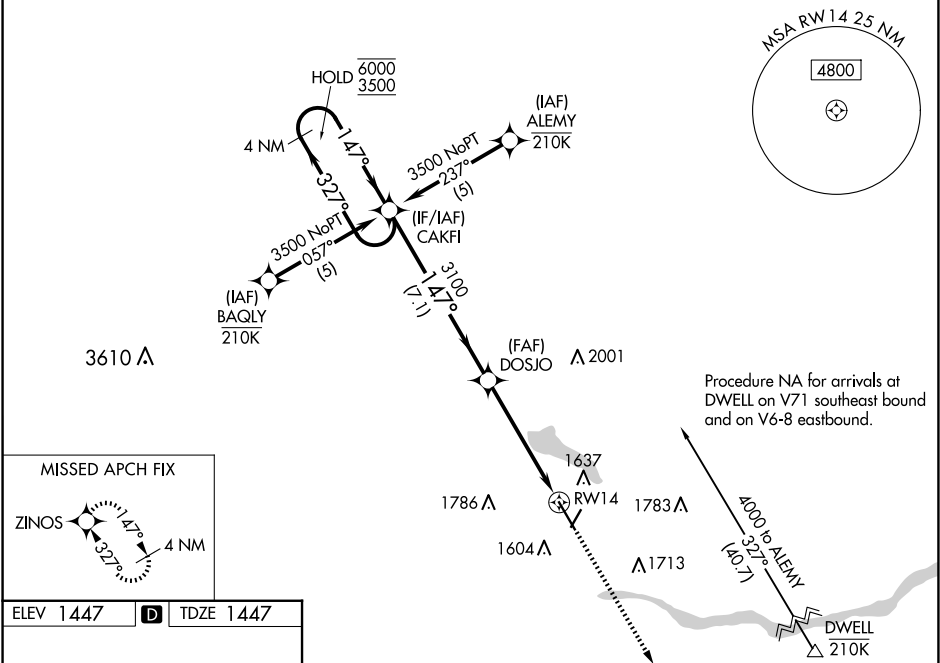 MSA RW14 25 NM
4800
HOLD 6000
3500
(IAF)
ALEMY
210K
4 NM
147°
327°
3500 NoPT
237°
(5)
(IF/IAF)
CAKFI
3500 NoPT
057°
(5)
(IAF)
BAQLY
210K
3100
147°
(7.1)
3610
(FAF)
DOSJO
2001
Procedure NA for arrivals at
DWELL on V71 southeast bound
and on V6-8 eastbound.
MISSED APCH FIX
ZINOS
147°
327°
4 NM
1637
1786
RW14
1783
1604
1713
4000 to ALEMY
327°
(40.7)
DWELL
210K
ELEV 1447 D TDZE 1447